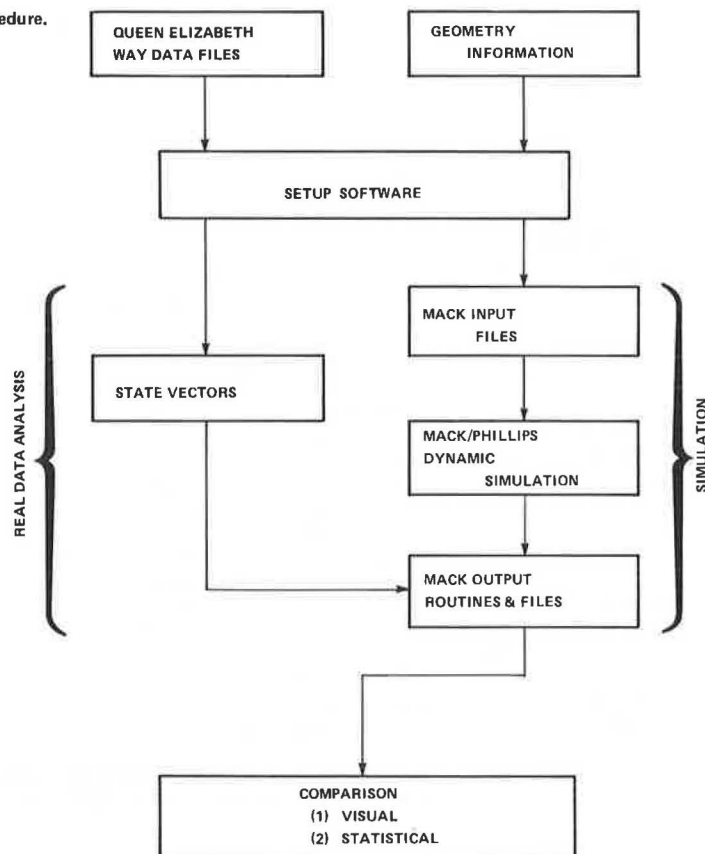 edure.
QUEEN ELIZABETH
WAY DATA FILES
GEOMETRY
INFORMATION
SETUP SOFTWARE
REAL DATA ANALYSIS
STATE VECTORS
MACK INPUT
FILES
MACK/PHILLIPS
DYNAMIC
SIMULATION
MACK OUTPUT
ROUTINES & FILES
SIMULATION
COMPARISON
(1) VISUAL
(2) STATISTICAL